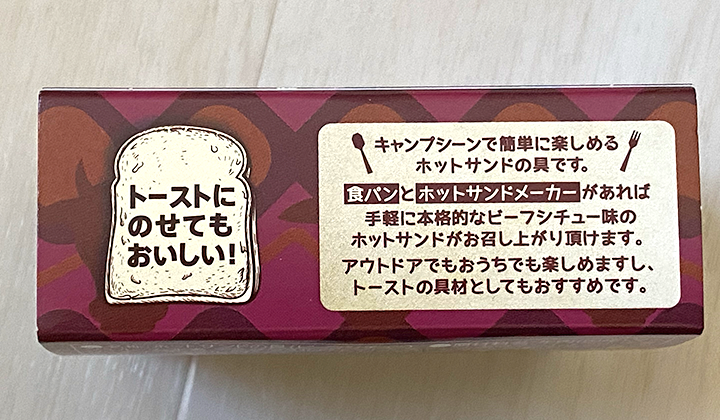 トーストに
のせても
おいしい!
キャンプシーンで簡単に楽しめる
ホットサンドの具です。
食パンとホットサンドメーカーがあれば
手軽に本格的なビーフシチュー味の
ホットサンドがお召し上がり頂けます。
アウトドアでもおうちでも楽しめますし、
トーストの具材としてもおすすめです。